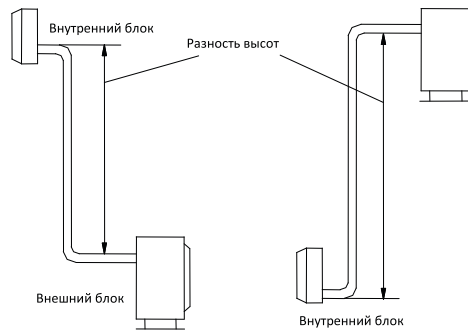 Внутренний блок
Разность высот
Внешний блок
Внутренний блок